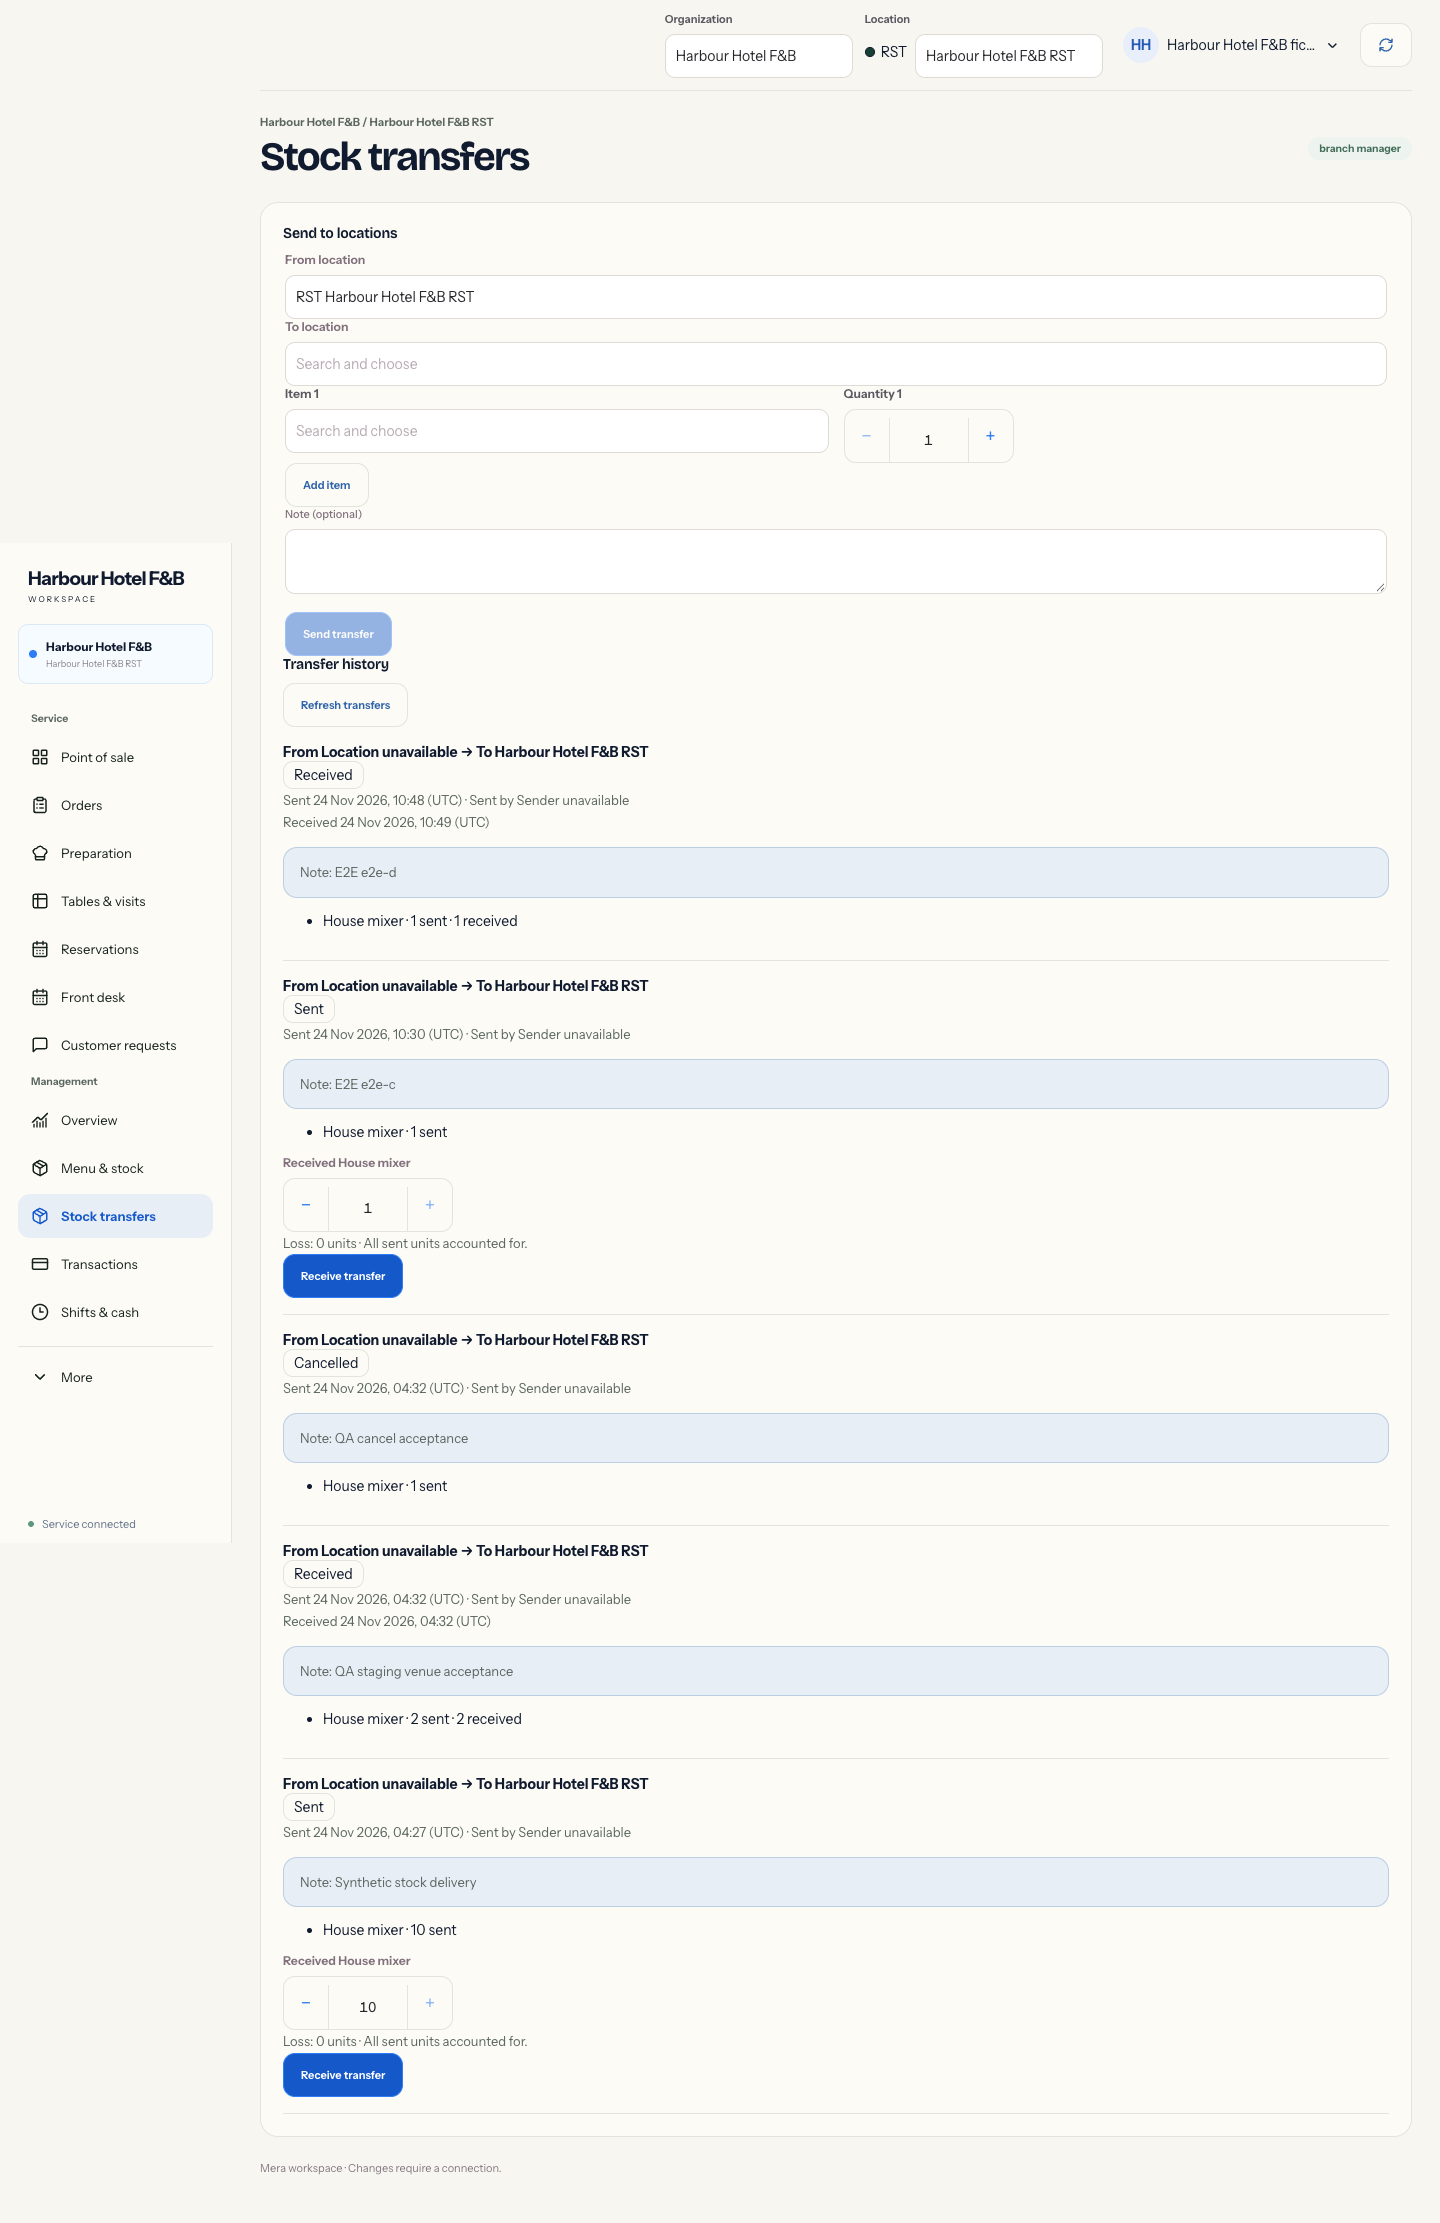 Organization
Location
Harbour Hotel F&B
RST
Harbour Hotel F&B RST
HH
Harbour Hotel F&B fic...
Harbour Hotel F&B / Harbour Hotel F&B RST
Stock transfers
branch manager
Send to locations
From location
RST Harbour Hotel F&B RST
To location
Search and choose
Item 1
Quantity 1
Search and choose
− 1 +
Add item
Note (optional)
Send transfer
Transfer history
Refresh transfers
From Location unavailable → To Harbour Hotel F&B RST
Received
Sent 24 Nov 2026, 10:48 (UTC) · Sent by Sender unavailable
Received 24 Nov 2026, 10:49 (UTC)
Note: E2E e2e-d
• House mixer · 1 sent · 1 received
From Location unavailable → To Harbour Hotel F&B RST
Sent
Sent 24 Nov 2026, 10:30 (UTC) · Sent by Sender unavailable
Note: E2E e2e-c
• House mixer · 1 sent
Received House mixer
− 1 +
Loss: 0 units · All sent units accounted for.
Receive transfer
From Location unavailable → To Harbour Hotel F&B RST
Cancelled
Sent 24 Nov 2026, 04:32 (UTC) · Sent by Sender unavailable
Note: QA cancel acceptance
• House mixer · 1 sent
From Location unavailable → To Harbour Hotel F&B RST
Received
Sent 24 Nov 2026, 04:32 (UTC) · Sent by Sender unavailable
Received 24 Nov 2026, 04:32 (UTC)
Note: QA staging venue acceptance
• House mixer · 2 sent · 2 received
From Location unavailable → To Harbour Hotel F&B RST
Sent
Sent 24 Nov 2026, 04:27 (UTC) · Sent by Sender unavailable
Note: Synthetic stock delivery
• House mixer · 10 sent
Received House mixer
− 10 +
Loss: 0 units · All sent units accounted for.
Receive transfer
Mera workspace · Changes require a connection.
Harbour Hotel F&B
WORKSPACE
Harbour Hotel F&B
Harbour Hotel F&B RST
Service
Point of sale
Orders
Preparation
Tables & visits
Reservations
Front desk
Customer requests
Management
Overview
Menu & stock
Stock transfers
Transactions
Shifts & cash
More
Service connected